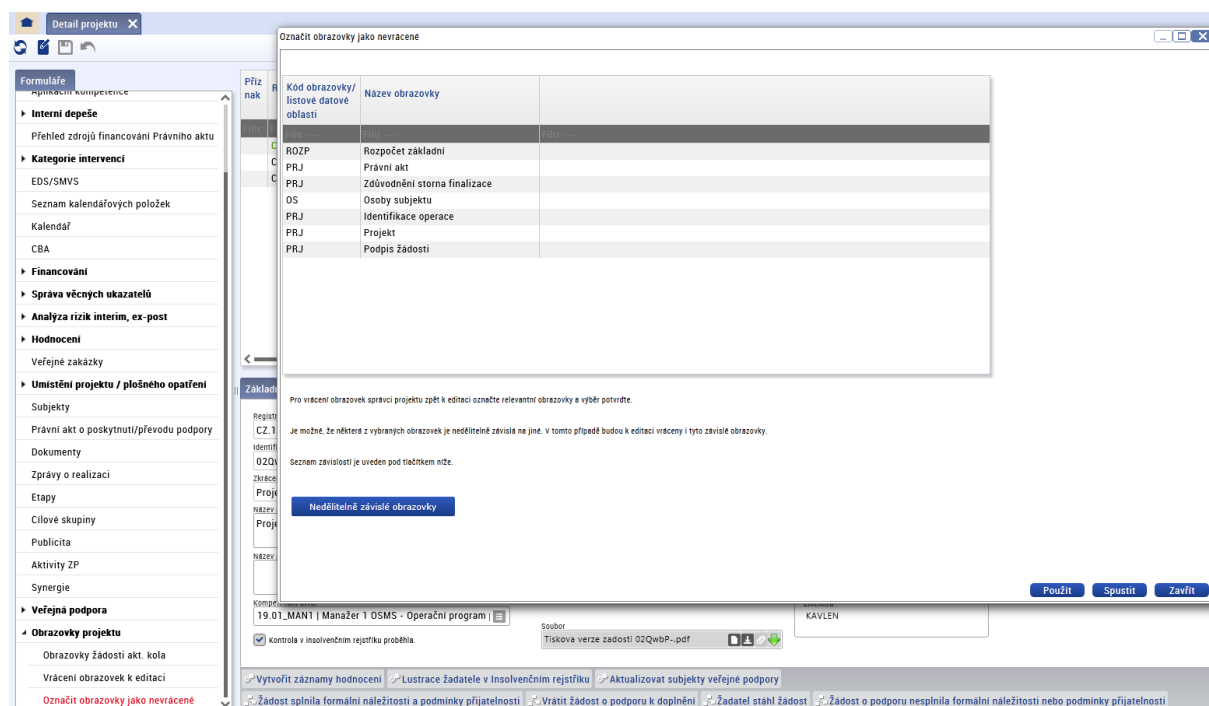 Detail projektu
Formuláře
Aplikační kompetence
Interní depeše
Přehled zdrojů financování Právního aktu
Kategorie intervencí
EDS/SMVS
Seznam kalendářových položek
Kalendář
CBA
Financování
Správa věcných ukazatelů
Analýza rizik interim, ex-post
Hodnocení
Veřejné zakázky
Umístění projektu / plošného opatření
Subjekty
Právní akt o poskytnutí/převodu podpory
Dokumenty
Zprávy o realizaci
Etapy
Cílové skupiny
Publicita
Aktivity ZP
Synergie
Veřejná podpora
Obrazovky projektu
Obrazovky žádosti akt. kola
Vrácení obrazovek k editaci
Označit obrazovky jako nevrácené
Příz
nak
Označit obrazovky jako nevrácené
Kód obrazovky/
listové datové
oblasti
Název obrazovky
Filtr ---
Filtr ---
Filtr ---
ROZP Rozpočet základní
PRJ Právní akt
PRJ Zdůvodnění storna finalizace
OS Osoby subjektu
PRJ Identifikace operace
PRJ Projekt
PRJ Podpis žádosti
Pro vrácení obrazovek správci projektu zpět k editaci označte relevantní obrazovky a výběr potvrďte.
Je možné, že některá z vybraných obrazovek je nedělitelně závislá na jiné. V tomto případě budou k editaci vráceny i tyto závislé obrazovky.
Seznam závislostí je uveden pod tlačítkem níže.
Nedělitelně závislé obrazovky
Použít Spustit Zavřít
19.01_MAN1 | Manažer 1 OSMS - Operační program
Kontrola v insolvenčním rejstříku proběhla.
Soubor
Tiskova verze zadosti 02QwbP-.pdf
KAVLEN
Vytvořit záznamy hodnocení Lustrace žadatele v Insolvenčním rejstříku Aktualizovat subjekty veřejné podpory
Žádost splnila formální náležitosti a podmínky přijatelnosti Vrátit žádost o podporu k doplnění Žadatel stáhl žádost Žádost o podporu nesplnila formální náležitosti nebo podmínky přijatelnosti